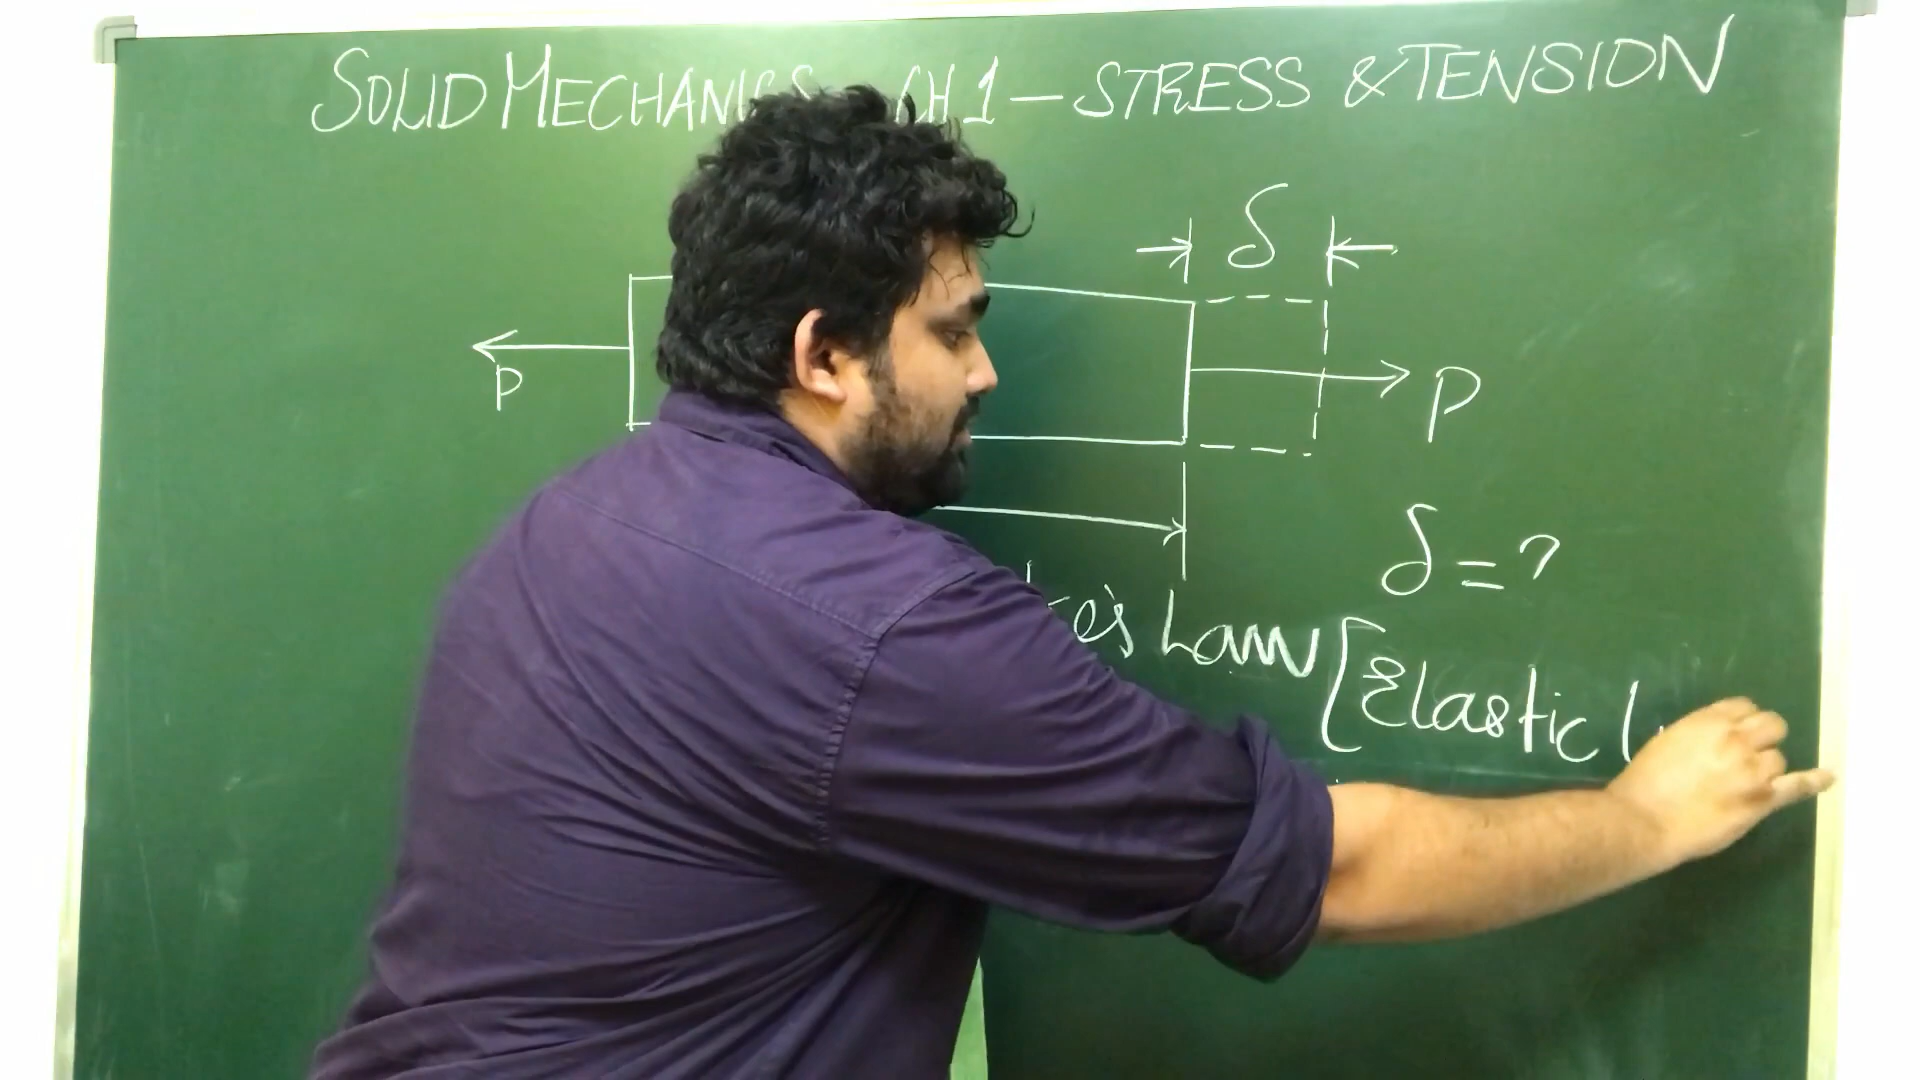 SOLID MECHANICS CH 1 – STRESS & TENSION
δ
P
P
δ = ?
Law [Elastic